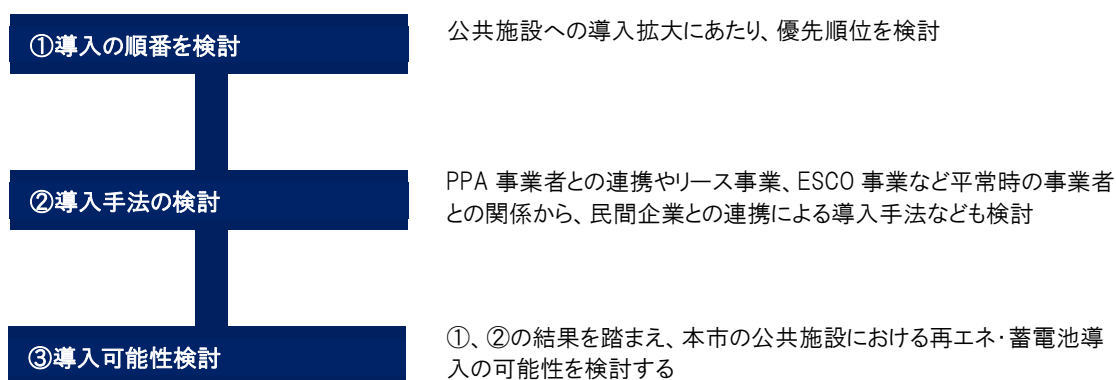 ①導入の順番を検討
公共施設への導入拡大にあたり、優先順位を検討
②導入手法の検討
PPA 事業者との連携やリース事業、ESCO 事業など平常時の事業者
との関係から、民間企業との連携による導入手法なども検討
③導入可能性検討
①、②の結果を踏まえ、本市の公共施設における再エネ・蓄電池導
入の可能性を検討する